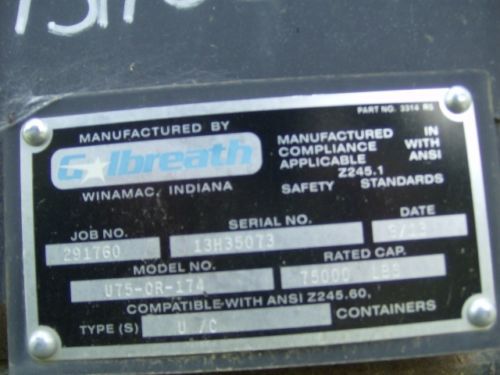 PART NO. 3314 R5
MANUFACTURED BY
Galbreath
WINAMAC, INDIANA
MANUFACTURED IN
COMPLIANCE WITH
APPLICABLE ANSI
Z245.1
SAFETY STANDARDS
JOB NO. SERIAL NO. DATE
291760 13H35073 8/13
MODEL NO. RATED CAP.
U75-OR-174 75000 LBS
COMPATIBLE WITH ANSI Z245.60,
TYPE (S) U /C CONTAINERS